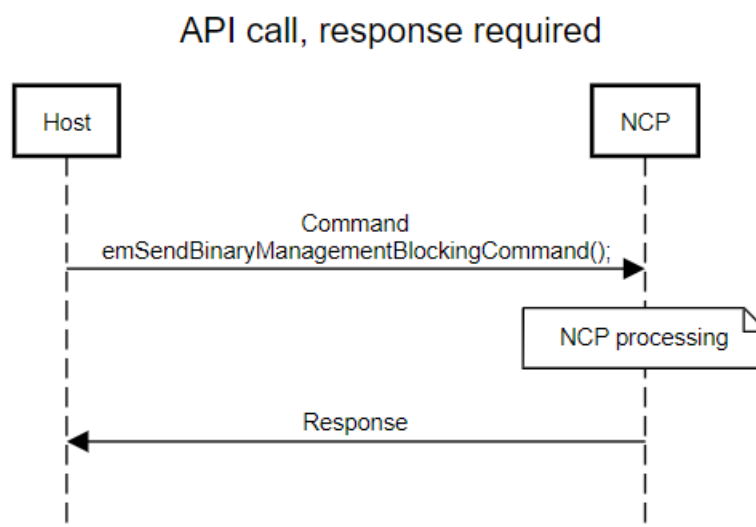 API call, response required
Host
NCP
Command
emSendBinaryManagementBlockingCommand();
NCP processing
Response